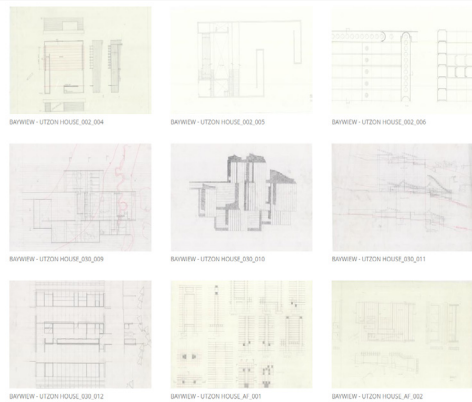 BAYVIEW - UTZON HOUSE_002_004
BAYVIEW - UTZON HOUSE_002_005
BAYVIEW - UTZON HOUSE_002_006
BAYVIEW - UTZON HOUSE_030_009
BAYVIEW - UTZON HOUSE_030_010
BAYVIEW - UTZON HOUSE_030_011
BAYVIEW - UTZON HOUSE_030_012
BAYVIEW - UTZON HOUSE_AF_001
BAYVIEW - UTZON HOUSE_AF_002